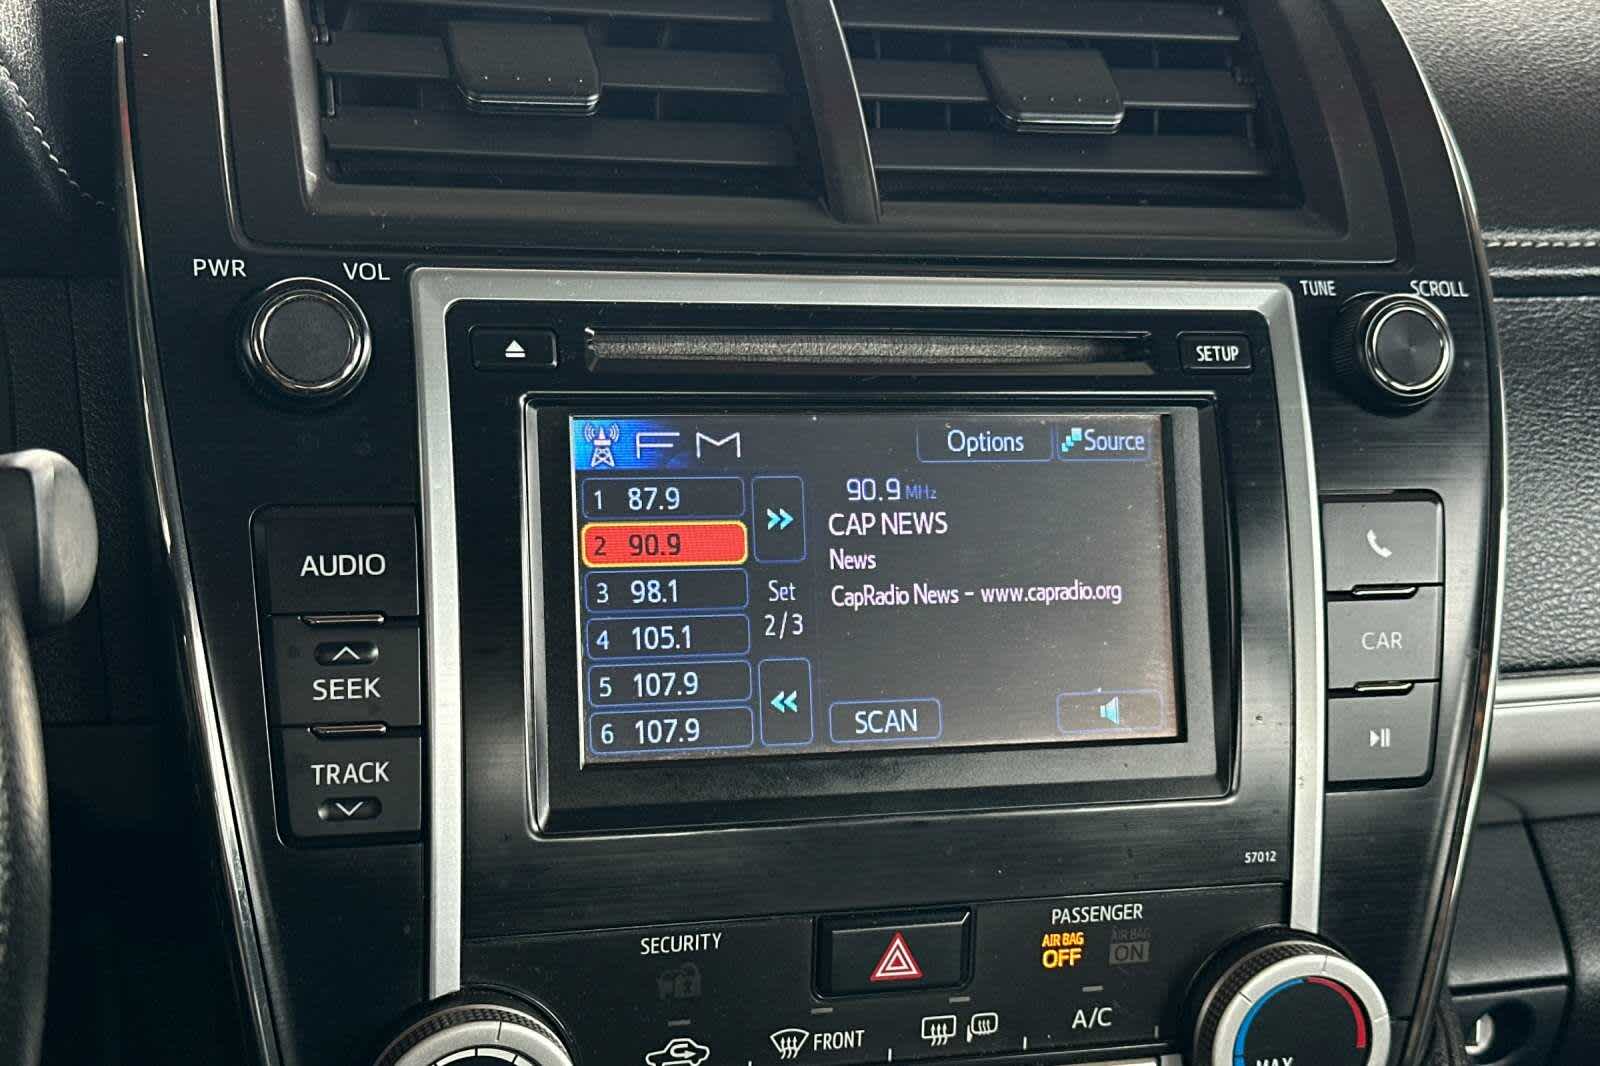 PWR VOL
TUNE SCROLL
SETUP
FM Options Source
1 87.9
2 90.9
3 98.1
4 105.1
5 107.9
6 107.9
Set
2/3
90.9 MHz
CAP NEWS
News
CapRadio News - www.capradio.org
SCAN
AUDIO
SEEK
TRACK
CAR
57012
SECURITY
PASSENGER
AIR BAG
OFF
AIR BAG
ON
FRONT
A/C
MAX